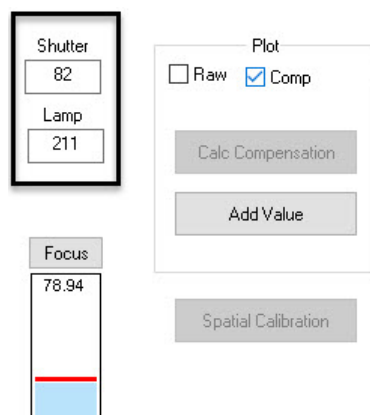 Shutter
82
Lamp
211
Plot
Raw Comp
Calc Compensation
Add Value
Focus
78.94
Spatial Calibration